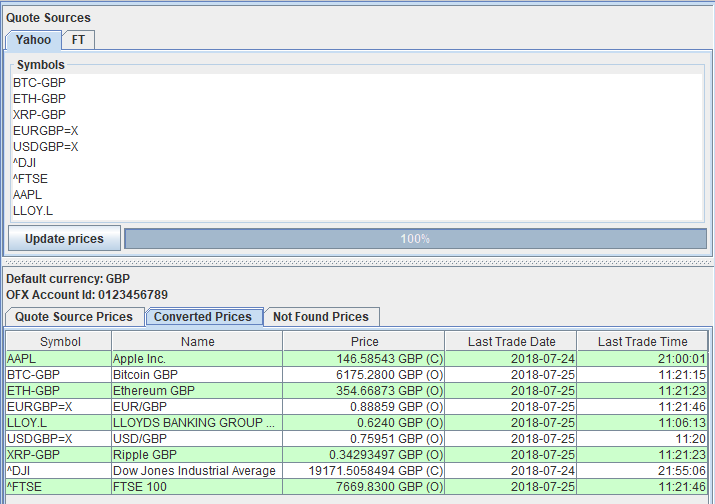 Quote Sources
Yahoo FT
Symbols
BTC-GBP
ETH-GBP
XRP-GBP
EURGBP=X
USDGBP=X
^DJI
^FTSE
AAPL
LLOY.L
Update prices 100%
Default currency: GBP
OFX Account Id: 0123456789
Quote Source Prices Converted Prices Not Found Prices
Symbol Name Price Last Trade Date Last Trade Time
AAPL Apple Inc. 146.58543 GBP (C) 2018-07-24 21:00:01
BTC-GBP Bitcoin GBP 6175.2800 GBP (O) 2018-07-25 11:21:15
ETH-GBP Ethereum GBP 354.66873 GBP (O) 2018-07-25 11:21:23
EURGBP=X EUR/GBP 0.88859 GBP (O) 2018-07-25 11:21:46
LLOY.L LLOYDS BANKING GROUP ... 0.6240 GBP (O) 2018-07-25 11:06:13
USDGBP=X USD/GBP 0.75951 GBP (O) 2018-07-25 11:20
XRP-GBP Ripple GBP 0.34293497 GBP (O) 2018-07-25 11:21:23
^DJI Dow Jones Industrial Average 19171.5058494 GBP (C) 2018-07-24 21:55:06
^FTSE FTSE 100 7669.8300 GBP (O) 2018-07-25 11:21:46